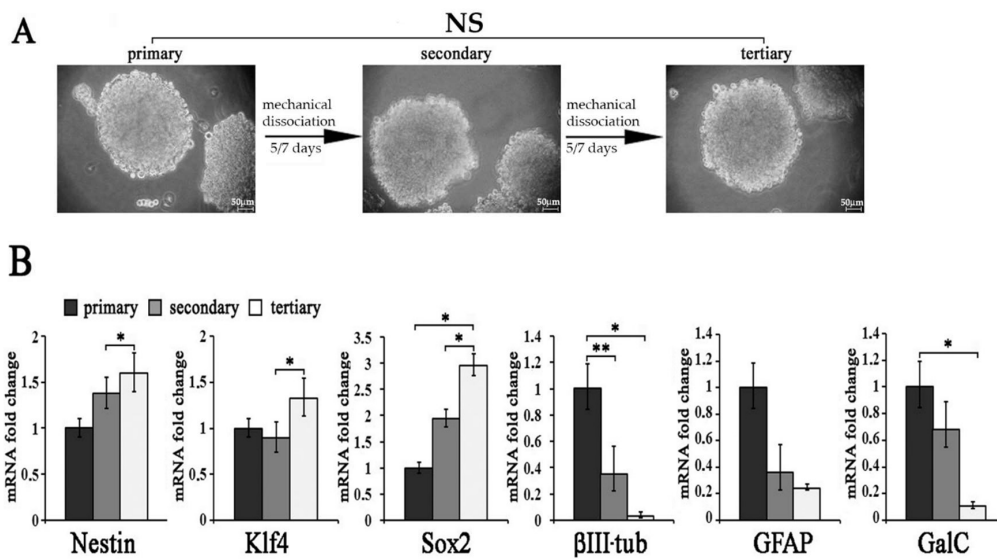 A
NS
primary
secondary
tertiary
mechanical
dissociation
5/7 days
mechanical
dissociation
5/7 days
50μm
50μm
50μm
B
primary
secondary
tertiary
mRNA fold change
2
1.5
1
0.5
0
*
Nestin
mRNA fold change
2
1.5
1
0.5
0
*
Klf4
mRNA fold change
3.5
3
2.5
2
1.5
1
0.5
0
*
*
Sox2
mRNA fold change
1.4
1.2
1
0.8
0.6
0.4
0.2
0
*
**
βIII-tub
mRNA fold change
1.4
1.2
1
0.8
0.6
0.4
0.2
0
GFAP
mRNA fold change
1.4
1.2
1
0.8
0.6
0.4
0.2
0
*
GalC